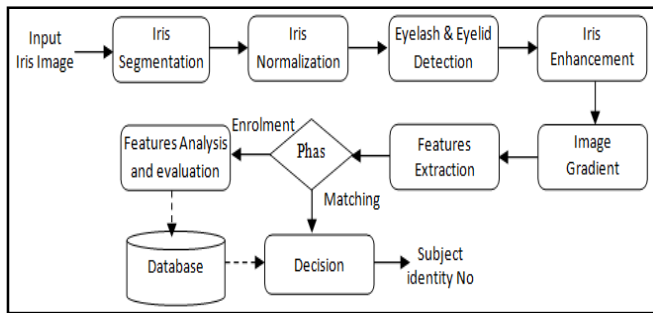 Input
Iris Image
Iris
Segmentation
Iris
Normalization
Eyelash & Eyelid
Detection
Iris
Enhancement
Enrolment
Features Analysis
and evaluation
Phas
Features
Extraction
Image
Gradient
Matching
Database
Decision
Subject
identity No